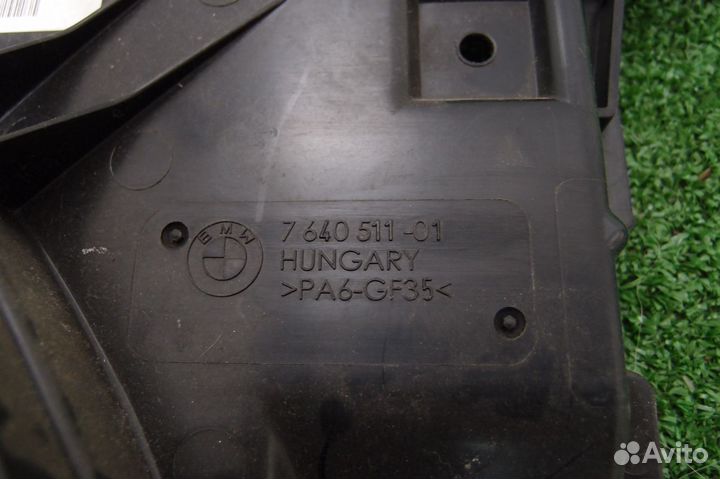 BMW
7 640 511-01
HUNGARY
>PA6-GF35<
Avito